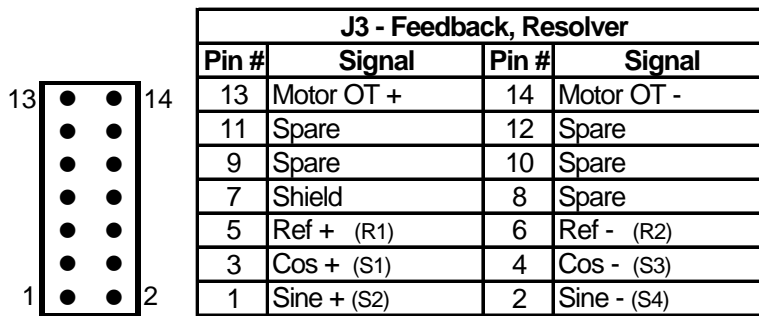 J3 - Feedback, Resolver
Pin # Signal Pin # Signal
13 14 13 Motor OT + 14 Motor OT -
11 Spare 12 Spare
9 Spare 10 Spare
7 Shield 8 Spare
5 Ref + (R1) 6 Ref - (R2)
3 Cos + (S1) 4 Cos - (S3)
1 2 1 Sine + (S2) 2 Sine - (S4)